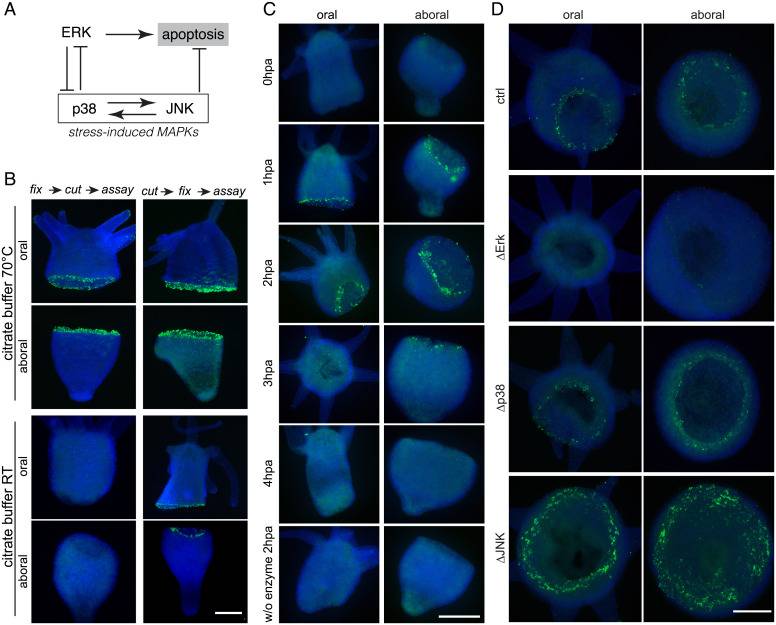 A
ERK
apoptosis
p38
JNK
stress-induced MAPKs
B
fix → cut → assay
cut → fix → assay
citrate buffer 70°C
oral
aboral
citrate buffer RT
oral
aboral
C
oral
aboral
0hpa
1hpa
2hpa
3hpa
4hpa
w/o enzyme 2hpa
D
oral
aboral
ctrl
ΔErk
Δp38
ΔJNK